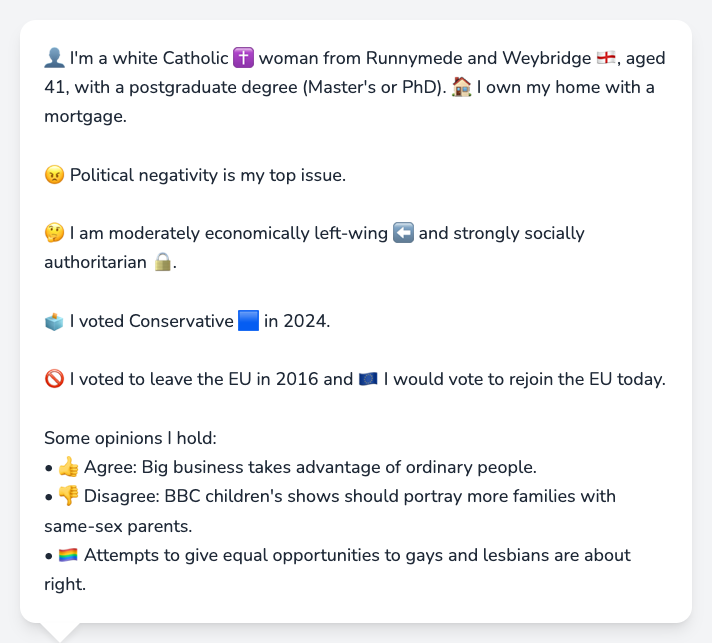 👤 I'm a white Catholic ✝️ woman from Runnymede and Weybridge 🏴󠁧󠁢󠁥󠁮󠁧󠁿, aged
41, with a postgraduate degree (Master's or PhD). 🏠 I own my home with a
mortgage.
😠 Political negativity is my top issue.
🤔 I am moderately economically left-wing ⬅️ and strongly socially
authoritarian 🔒.
🗳️ I voted Conservative 🟦 in 2024.
🚫 I voted to leave the EU in 2016 and 🇪🇺 I would vote to rejoin the EU today.
Some opinions I hold:
• 👍 Agree: Big business takes advantage of ordinary people.
• 👎 Disagree: BBC children's shows should portray more families with
same-sex parents.
• 🏳️‍🌈 Attempts to give equal opportunities to gays and lesbians are about
right.